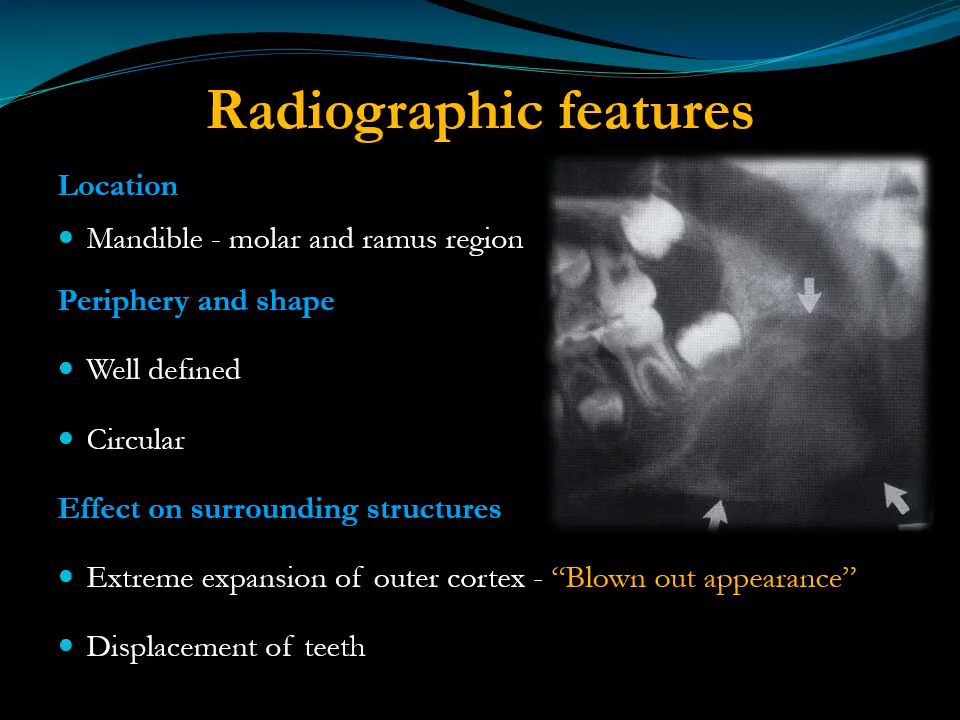 Radiographic features
Location
• Mandible - molar and ramus region
Periphery and shape
• Well defined
• Circular
Effect on surrounding structures
• Extreme expansion of outer cortex - “Blown out appearance”
• Displacement of teeth